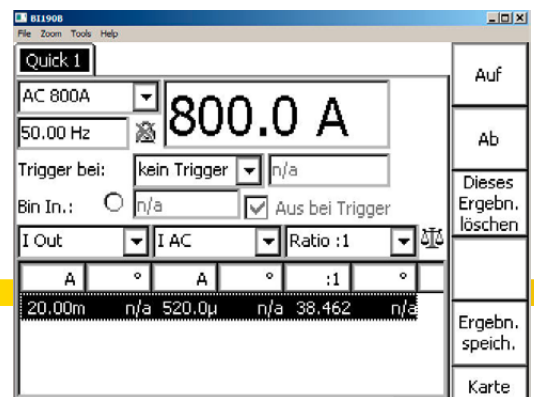 BI190B
File Zoom Tools Help
Quick 1
AC 800A
800.0 A
50.00 Hz
Trigger bei: kein Trigger n/a
Bin In.: n/a Aus bei Trigger
I Out I AC Ratio :1
A ° A ° :1 °
20.00m n/a 520.0µ n/a 38.462 n/a
Auf
Ab
Dieses
Ergebn.
löschen
Ergebn.
speich.
Karte